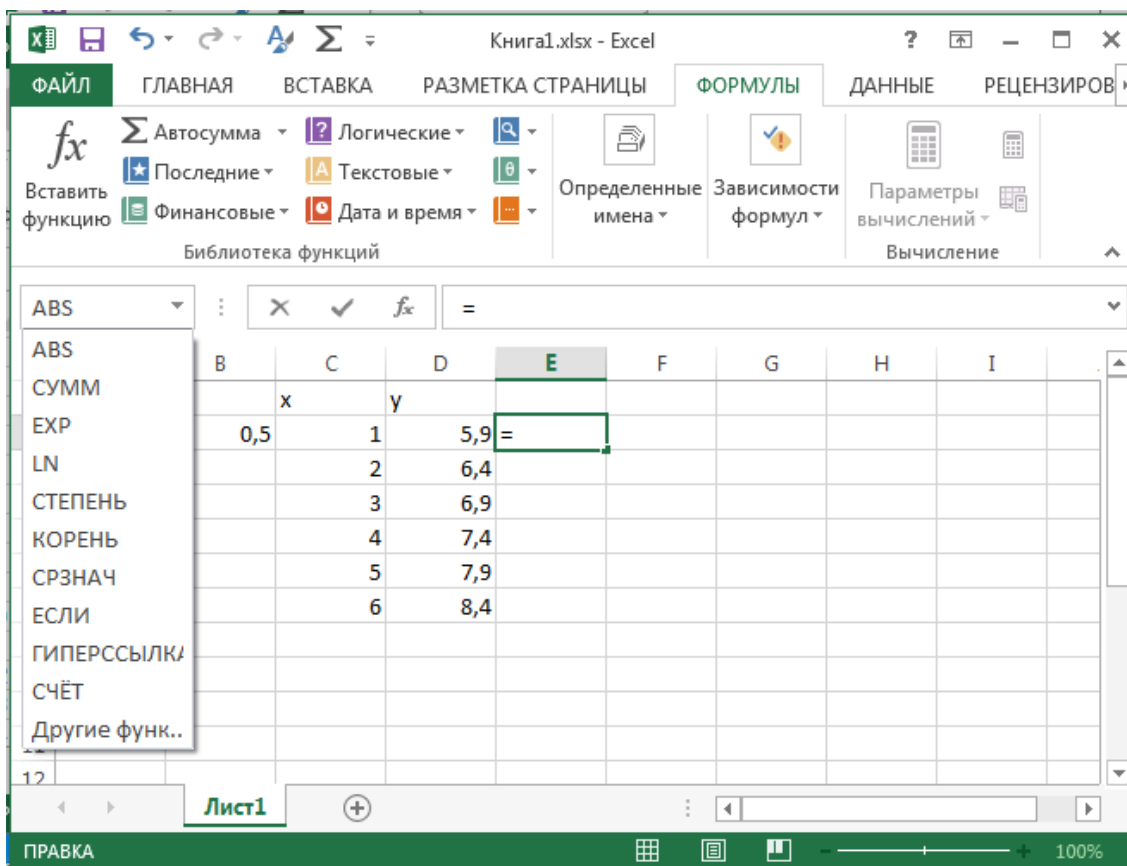 Книга1.xlsx - Excel ?
ФАЙЛ ГЛАВНАЯ ВСТАВКА РАЗМЕТКА СТРАНИЦЫ ФОРМУЛЫ ДАННЫЕ РЕЦЕНЗИРОВ
fx Вставить функцию
Σ Автосумма
Последние
Финансовые
? Логические
A Текстовые
Дата и время
θ
Определенные имена
Зависимости формул
Параметры вычислений
Библиотека функций
Вычисление
ABS fx =
ABS
СУММ
EXP
LN
СТЕПЕНЬ
КОРЕНЬ
СРЗНАЧ
ЕСЛИ
ГИПЕРССЫЛКА
СЧЁТ
Другие функ..
B C D E F G H I
x y
0,5 1 5,9 =
2 6,4
3 6,9
4 7,4
5 7,9
6 8,4
12
Лист1
ПРАВКА 100%